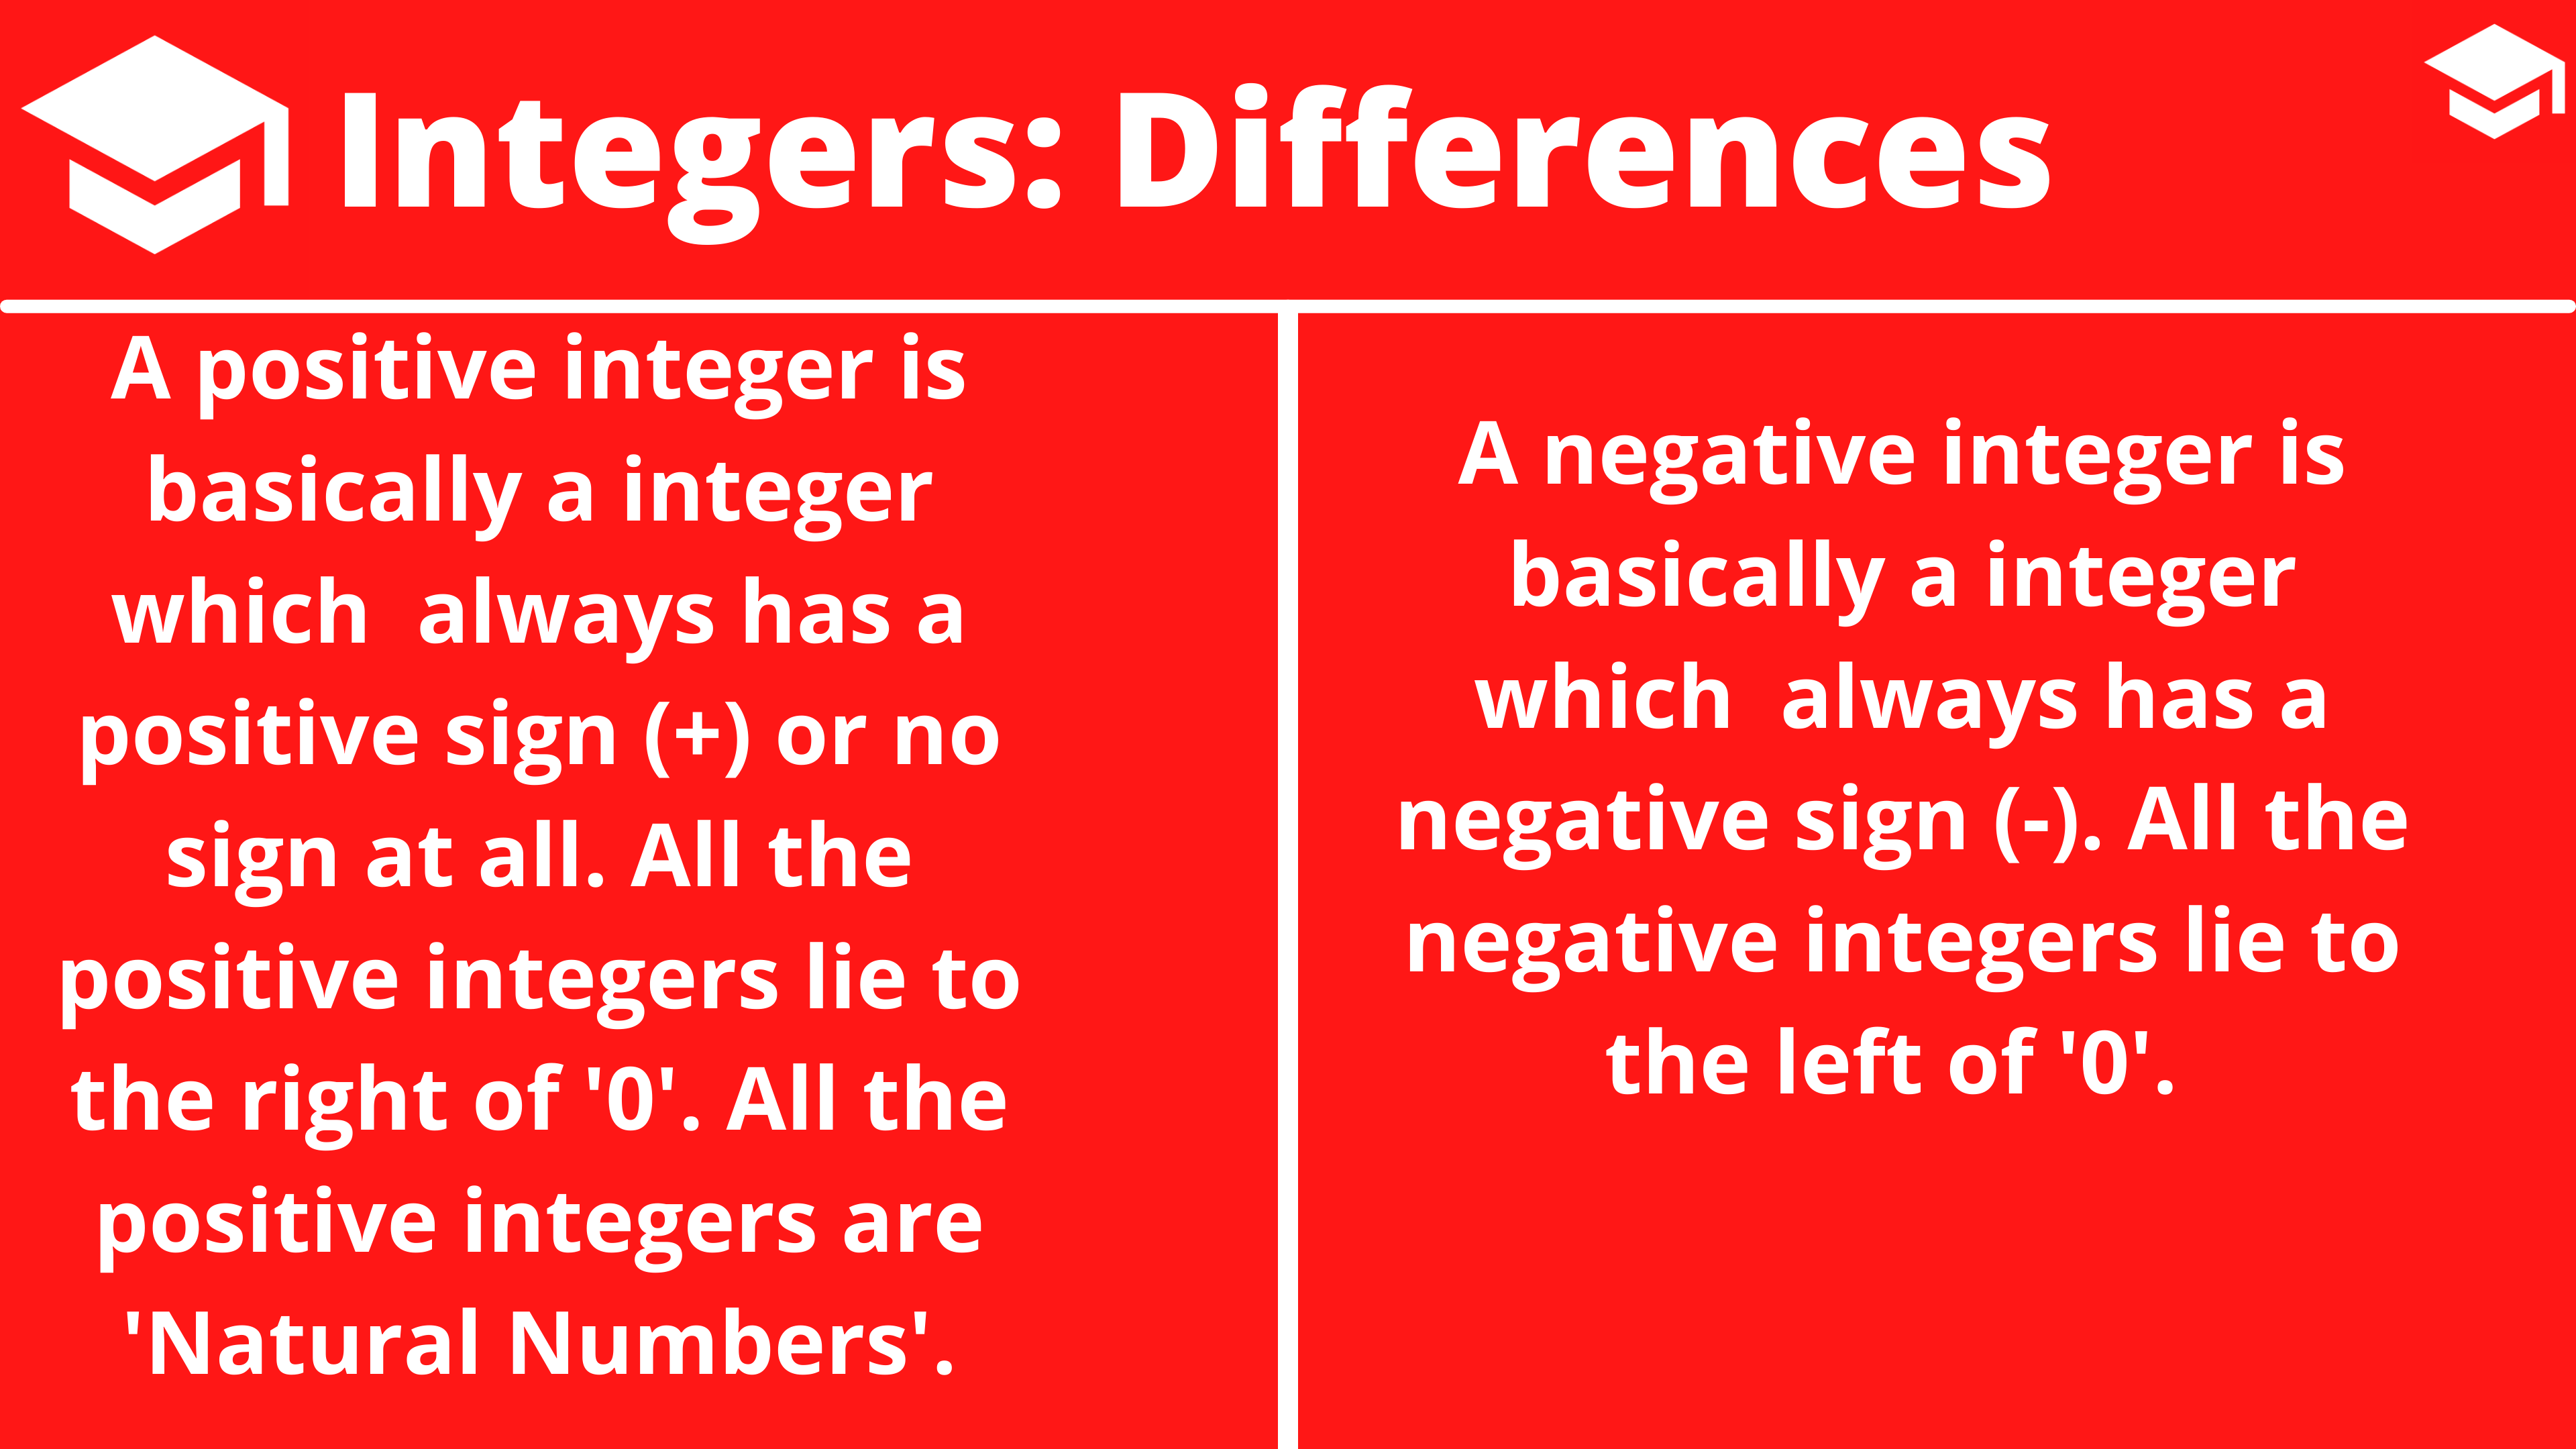 Integers: Differences
A positive integer is
basically a integer
which  always has a
positive sign (+) or no
sign at all. All the
positive integers lie to
the right of '0'. All the
positive integers are
'Natural Numbers'.
A negative integer is
basically a integer
which  always has a
negative sign (-). All the
negative integers lie to
the left of '0'.